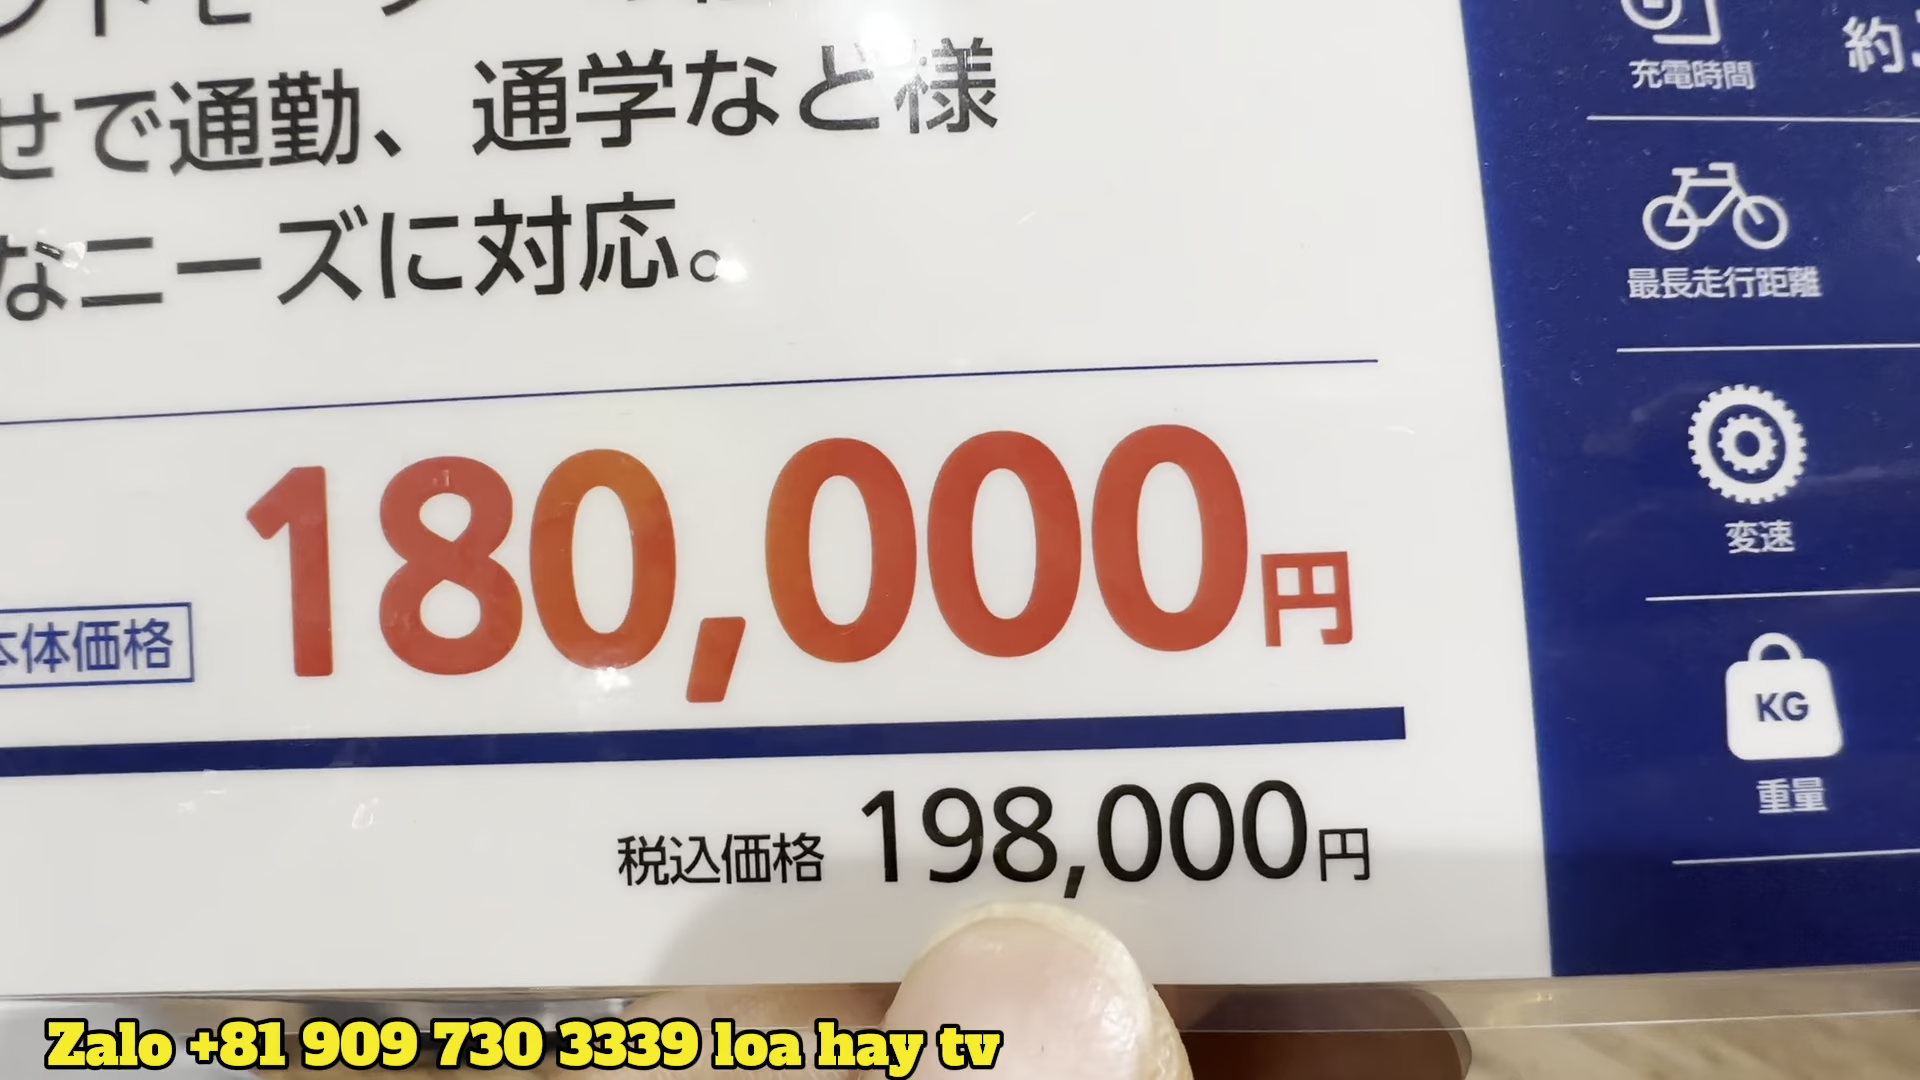 せで通勤、通学など様
なニーズに対応。
本体価格 180,000円
税込価格 198,000円
充電時間 約
最長走行距離
変速
KG
重量
Zalo +81 909 730 3339 loa hay tv